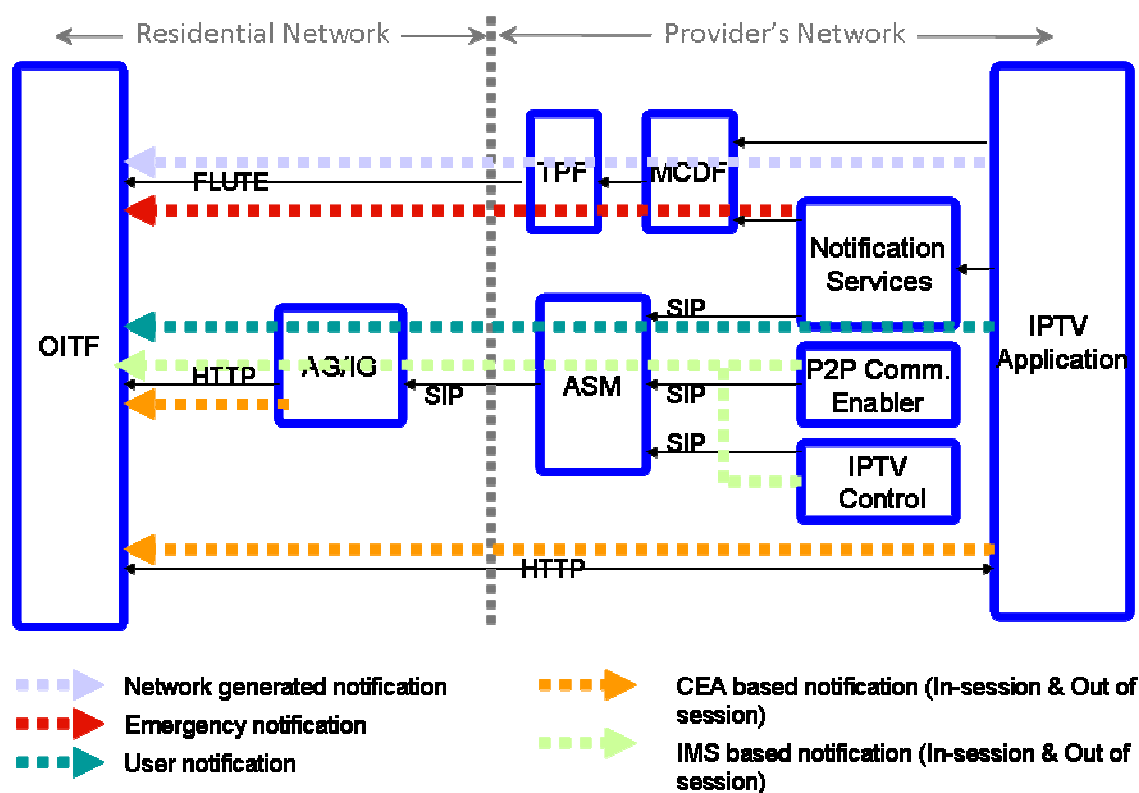 Residential Network
Provider's Network
TPF
MCDF
FLUTE
Notification
Services
SIP
OITF
IPTV
Application
HTTP
SIP
ASM
SIP
P2P Comm.
Enabler
SIP
IPTV
Control
HTTP
Network generated notification
Emergency notification
User notification
CEA based notification (In-session & Out of
session)
IMS based notification (In-session & Out of
session)